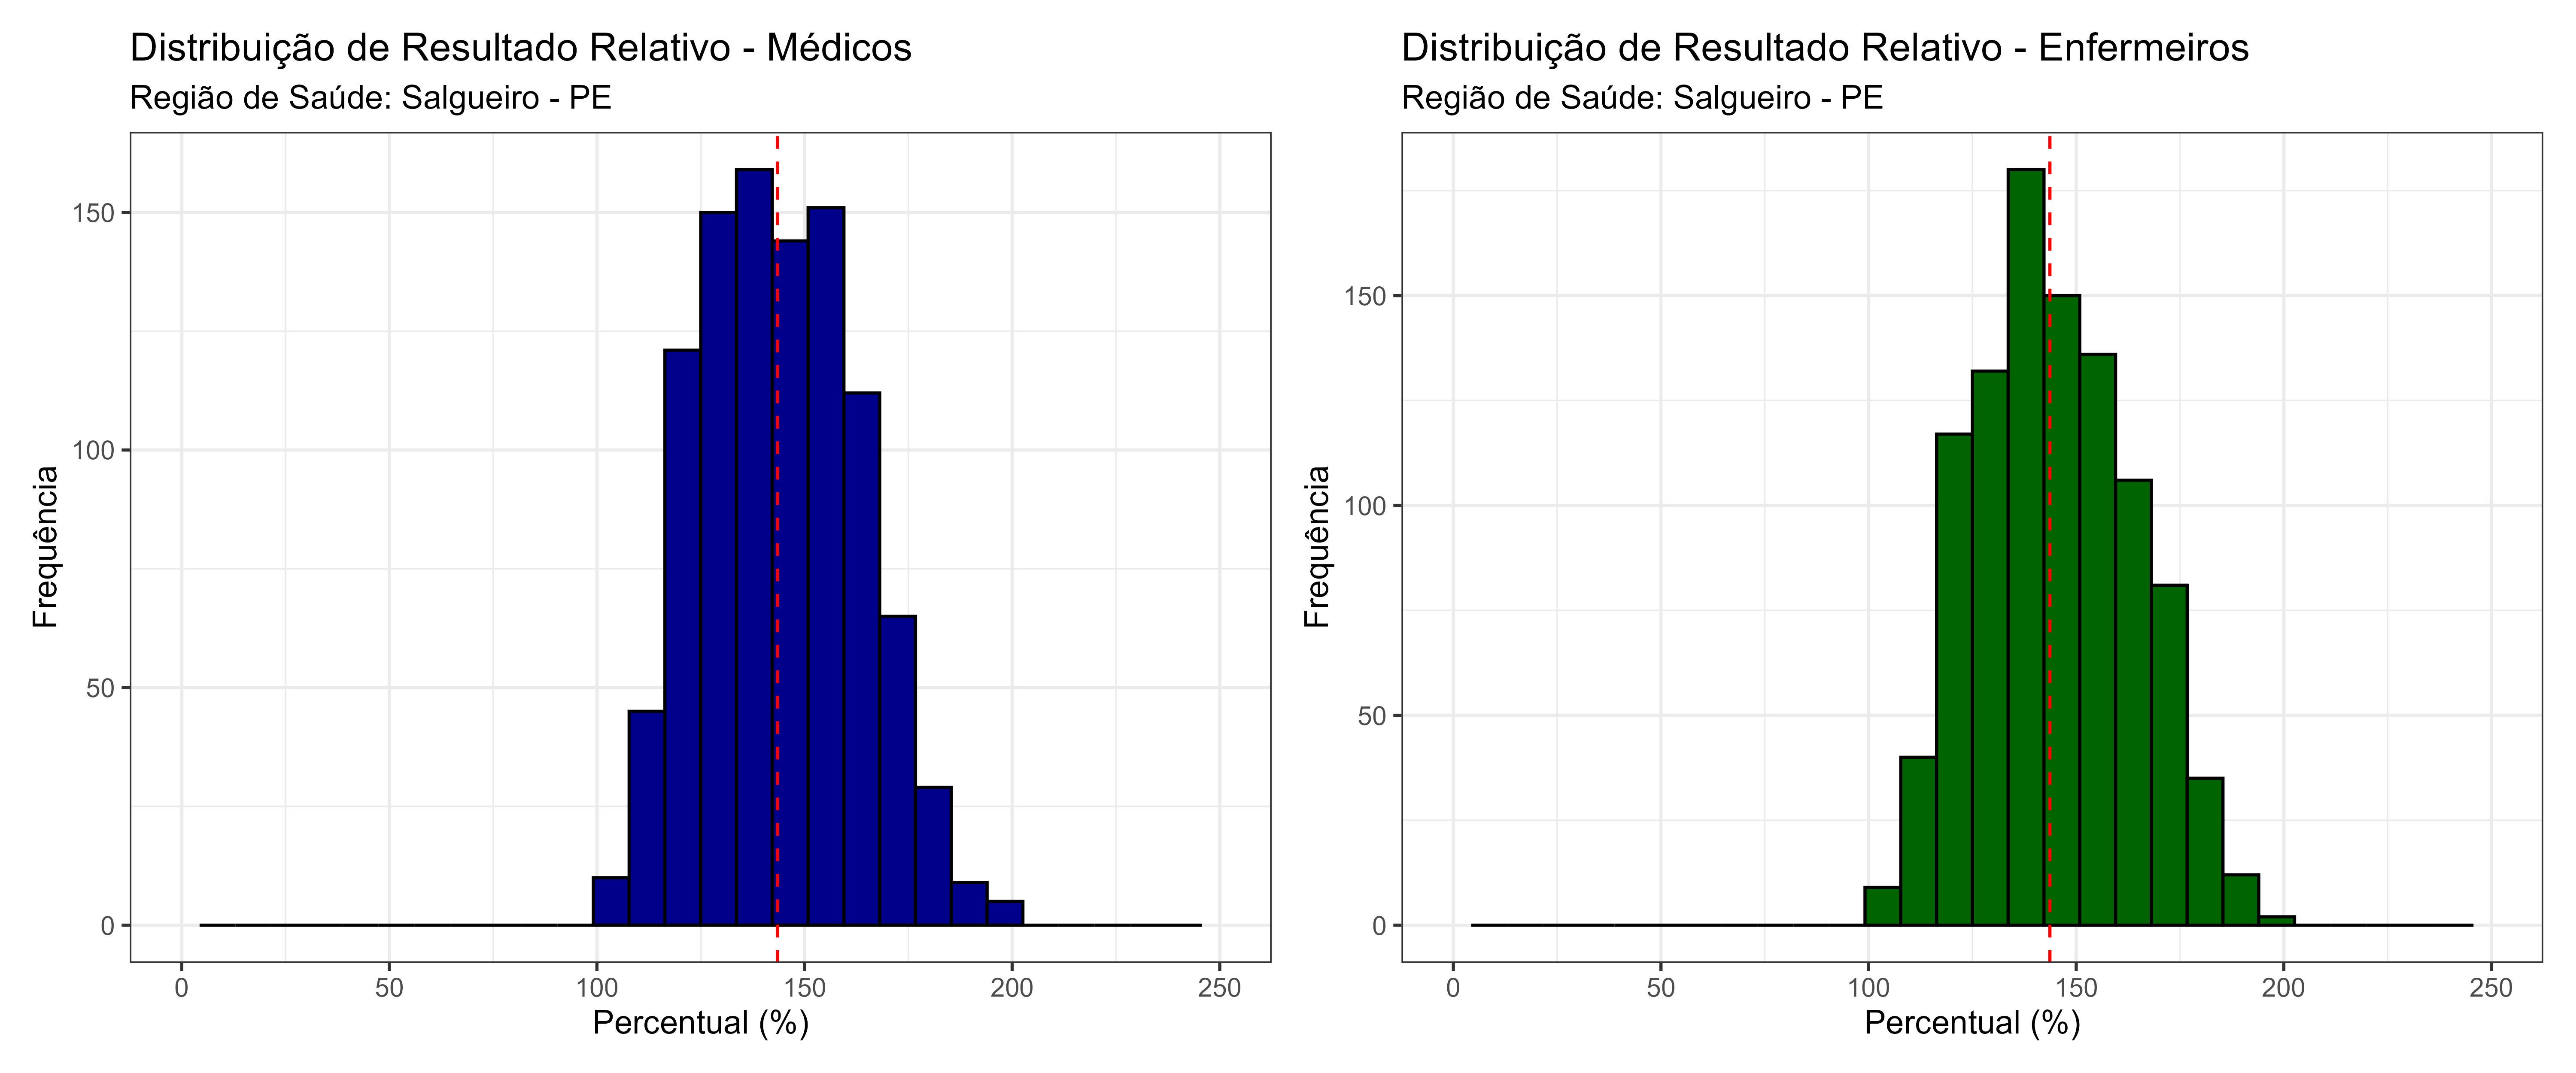 Distribuição de Resultado Relativo - Médicos
Região de Saúde: Salgueiro - PE
Frequência
150
100
50
0
0 50 100 150 200 250
Percentual (%)
Distribuição de Resultado Relativo - Enfermeiros
Região de Saúde: Salgueiro - PE
Frequência
150
100
50
0
0 50 100 150 200 250
Percentual (%)